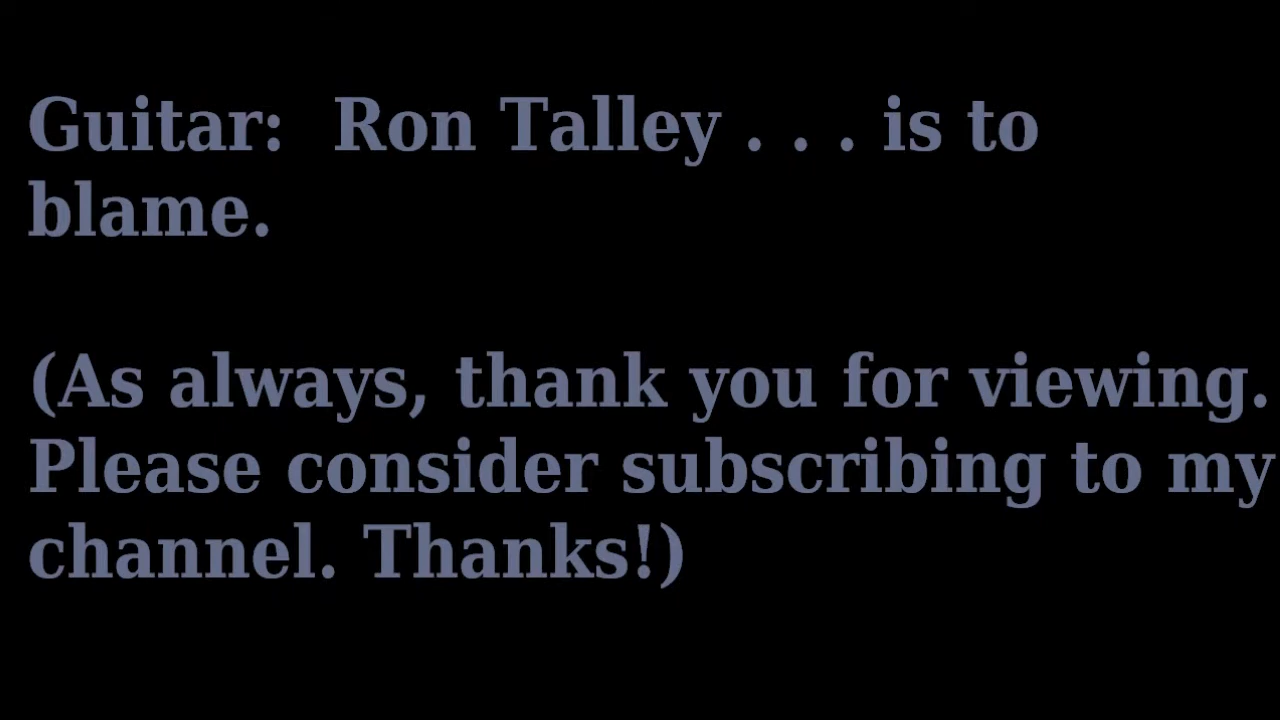 Guitar:  Ron Talley . . . is to
blame.
(As always, thank you for viewing.
Please consider subscribing to my
channel. Thanks!)